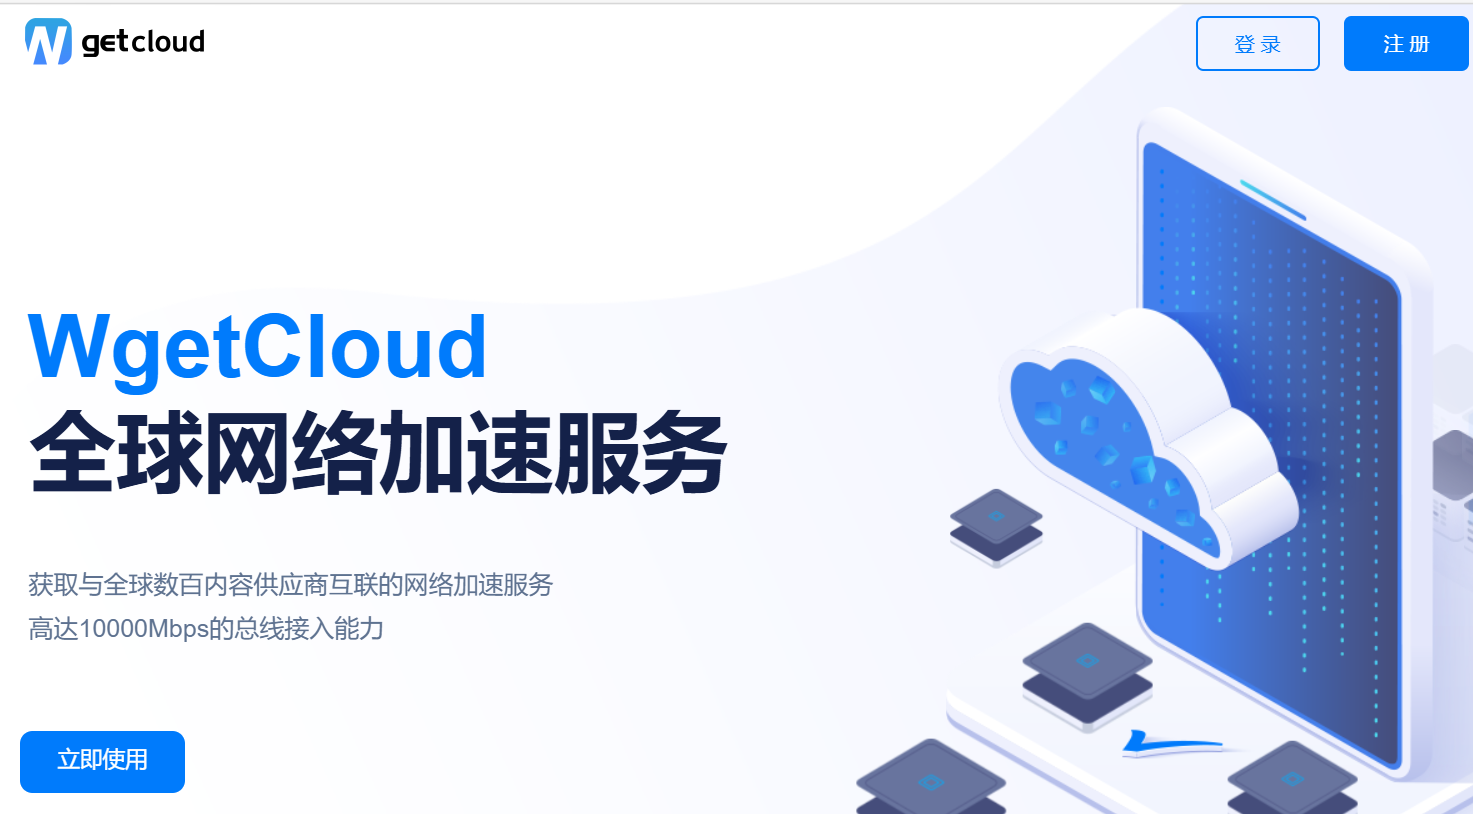 getcloud
登 录
注 册
WgetCloud
全球网络加速服务
获取与全球数百内容供应商互联的网络加速服务
高达10000Mbps的总线接入能力
立即使用